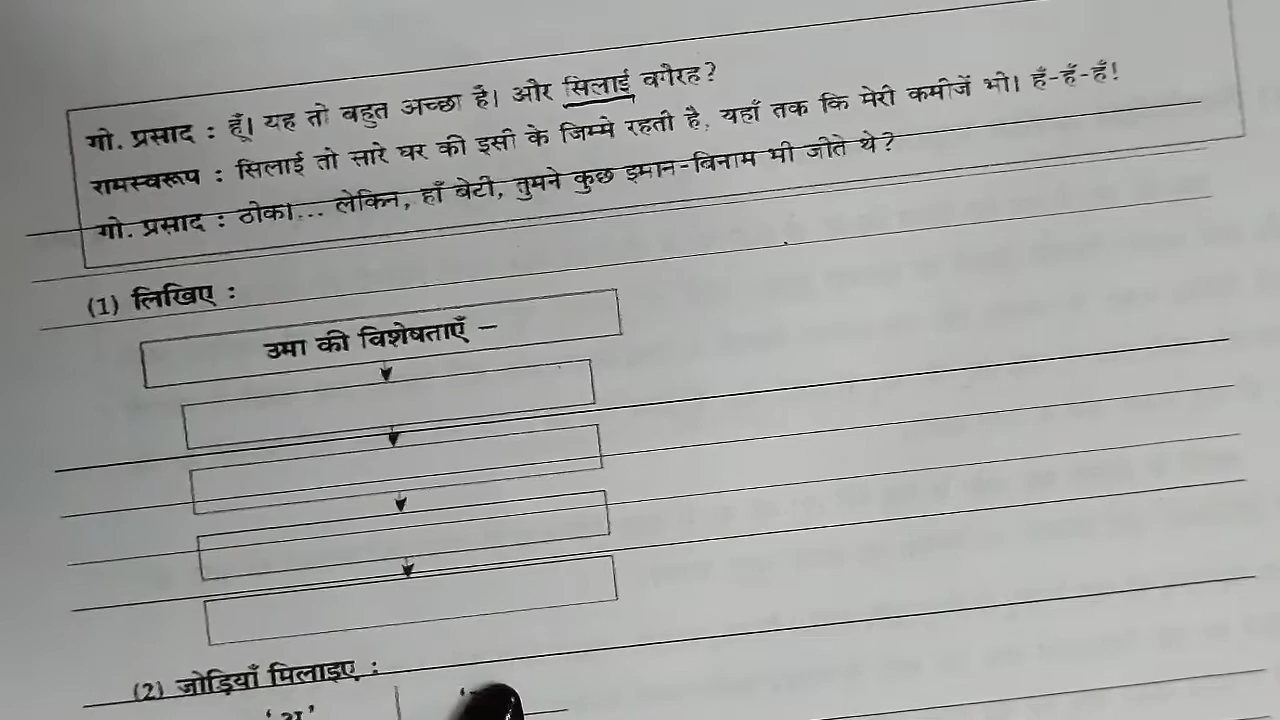 गो. प्रसाद : हूँ। यह तो बहुत अच्छा है। और सिलाई वगैरह?
रामस्वरूप : सिलाई तो सारे घर की इसी के जिम्मे रहती है, यहाँ तक कि मेरी कमीजें भी। हँ-हँ-हँ!
गो. प्रसाद : ठीक।... लेकिन, हाँ बेटी, तुमने कुछ इमान-बिनाम भी जीते थे?
(1) लिखिए :
उमा की विशेषताएँ –
(2) जोड़ियाँ मिलाइए :
'अ'